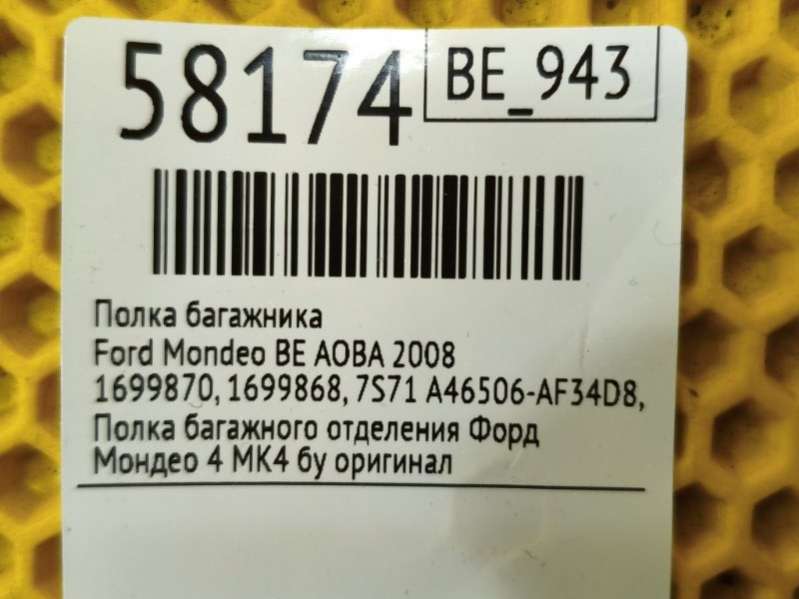 58174
BE_943
Полка багажника
Ford Mondeo BE AOBA 2008
1699870, 1699868, 7S71 A46506-AF34D8,
Полка багажного отделения Форд
Мондео 4 МК4 бу оригинал